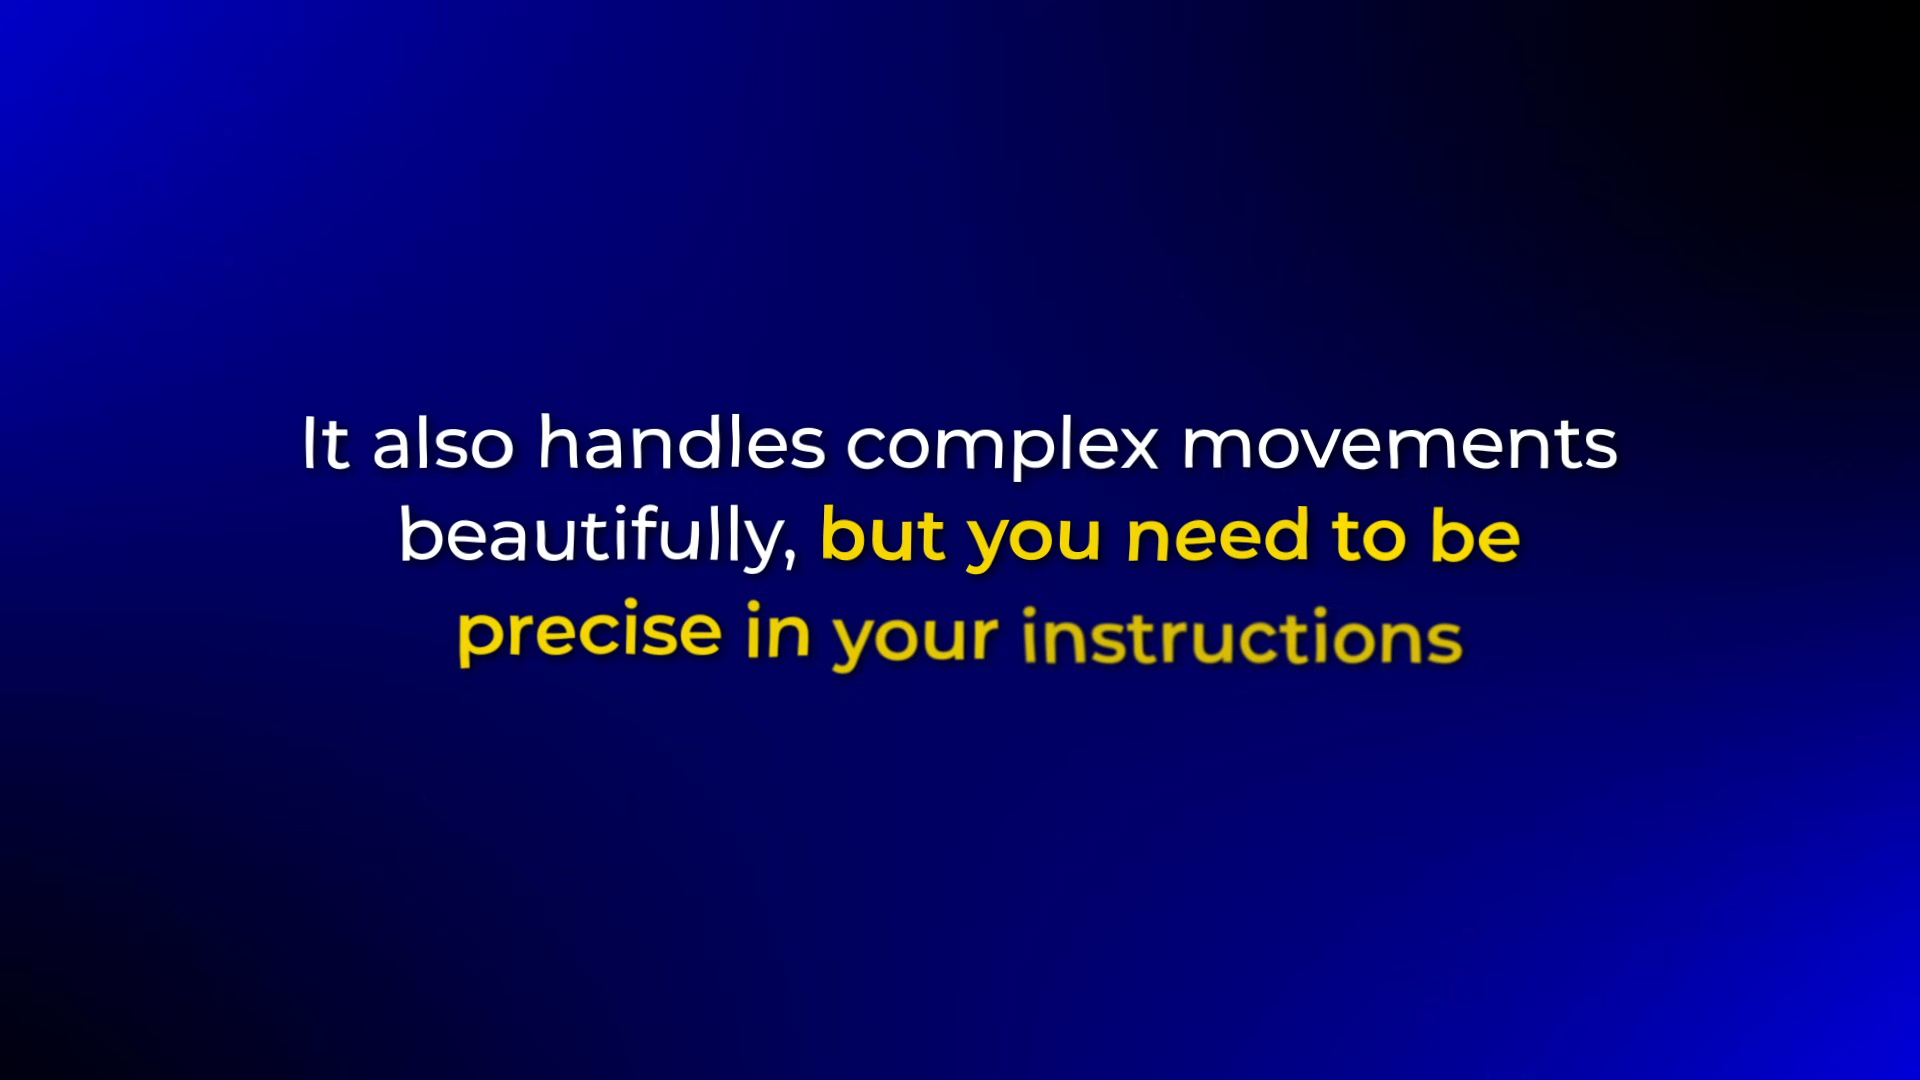 It also handles complex movements
beautifully, but you need to be
precise in your instructions